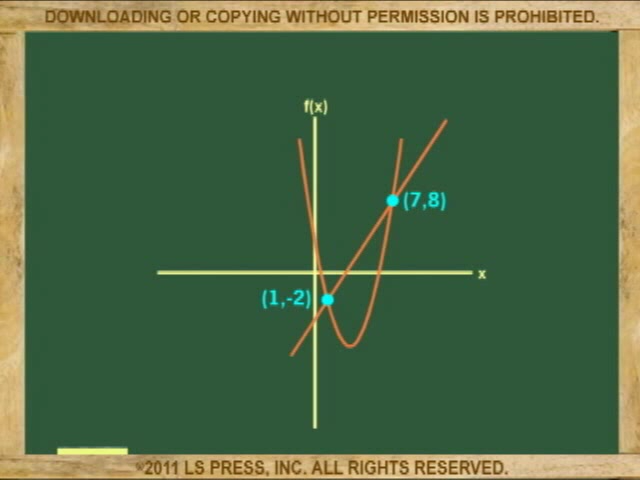 DOWNLOADING OR COPYING WITHOUT PERMISSION IS PROHIBITED.
f(x)
(7,8)
x
(1,-2)
©2011 LS PRESS, INC. ALL RIGHTS RESERVED.